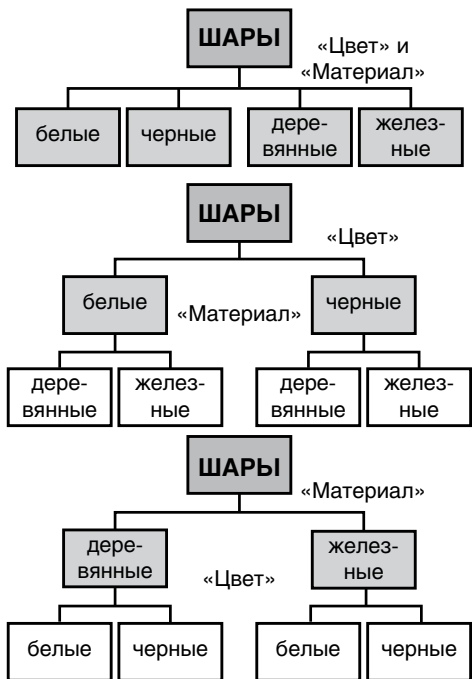 ШАРЫ
«Цвет» и
«Материал»
белые
черные
дере-
вянные
желез-
ные
ШАРЫ
«Цвет»
белые
«Материал»
черные
дере-
вянные
желез-
ные
дере-
вянные
желез-
ные
ШАРЫ
«Материал»
дере-
вянные
«Цвет»
желез-
ные
белые
черные
белые
черные